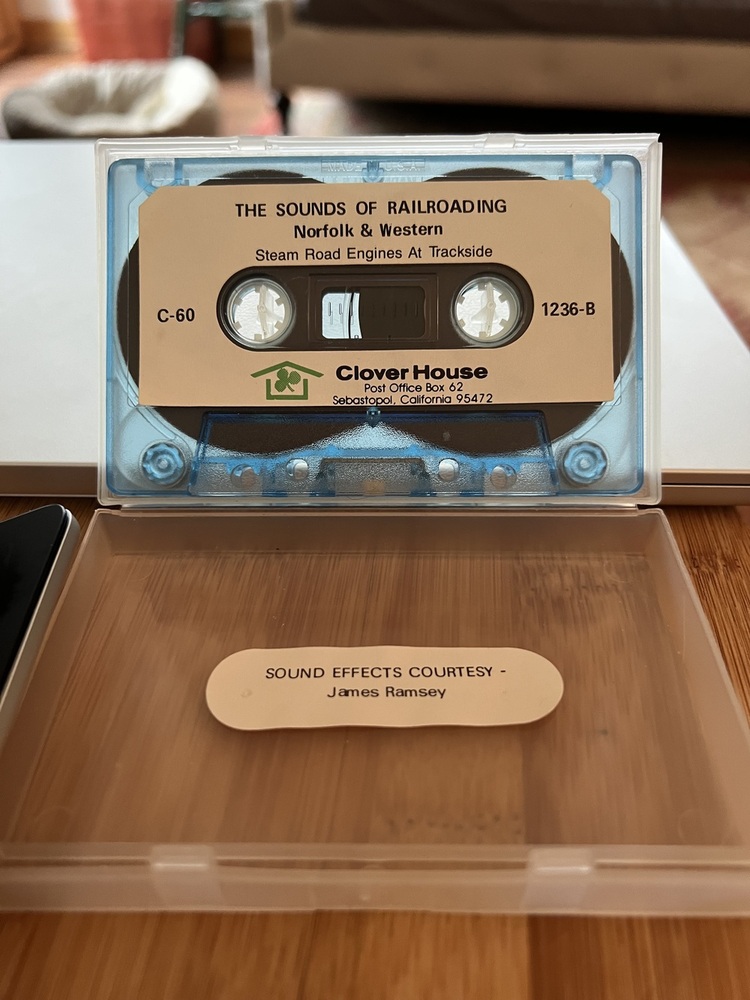 THE SOUNDS OF RAILROADING
Norfolk & Western
Steam Road Engines At Trackside
C-60
1236-B
Clover House
Post Office Box 62
Sebastopol, California 95472
SOUND EFFECTS COURTESY -
James Ramsey